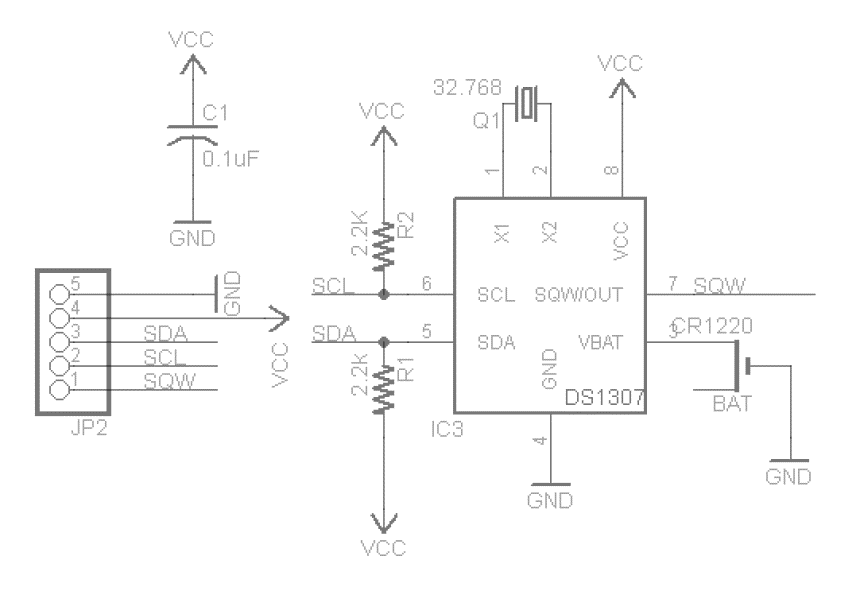 VCC
C1
0.1uF
GND
VCC
R2
2.2K
32.768
Q1
1
2
VCC
8
X1
X2
VCC
SCL
6
SCL
SQW/OUT
7
SQW
SDA
5
SDA
VBAT
3
CR1220
GND
DS1307
BAT
IC3
4
GND
GND
2.2K
R1
VCC
5
GND
4
VCC
3
SDA
2
SCL
1
SQW
JP2